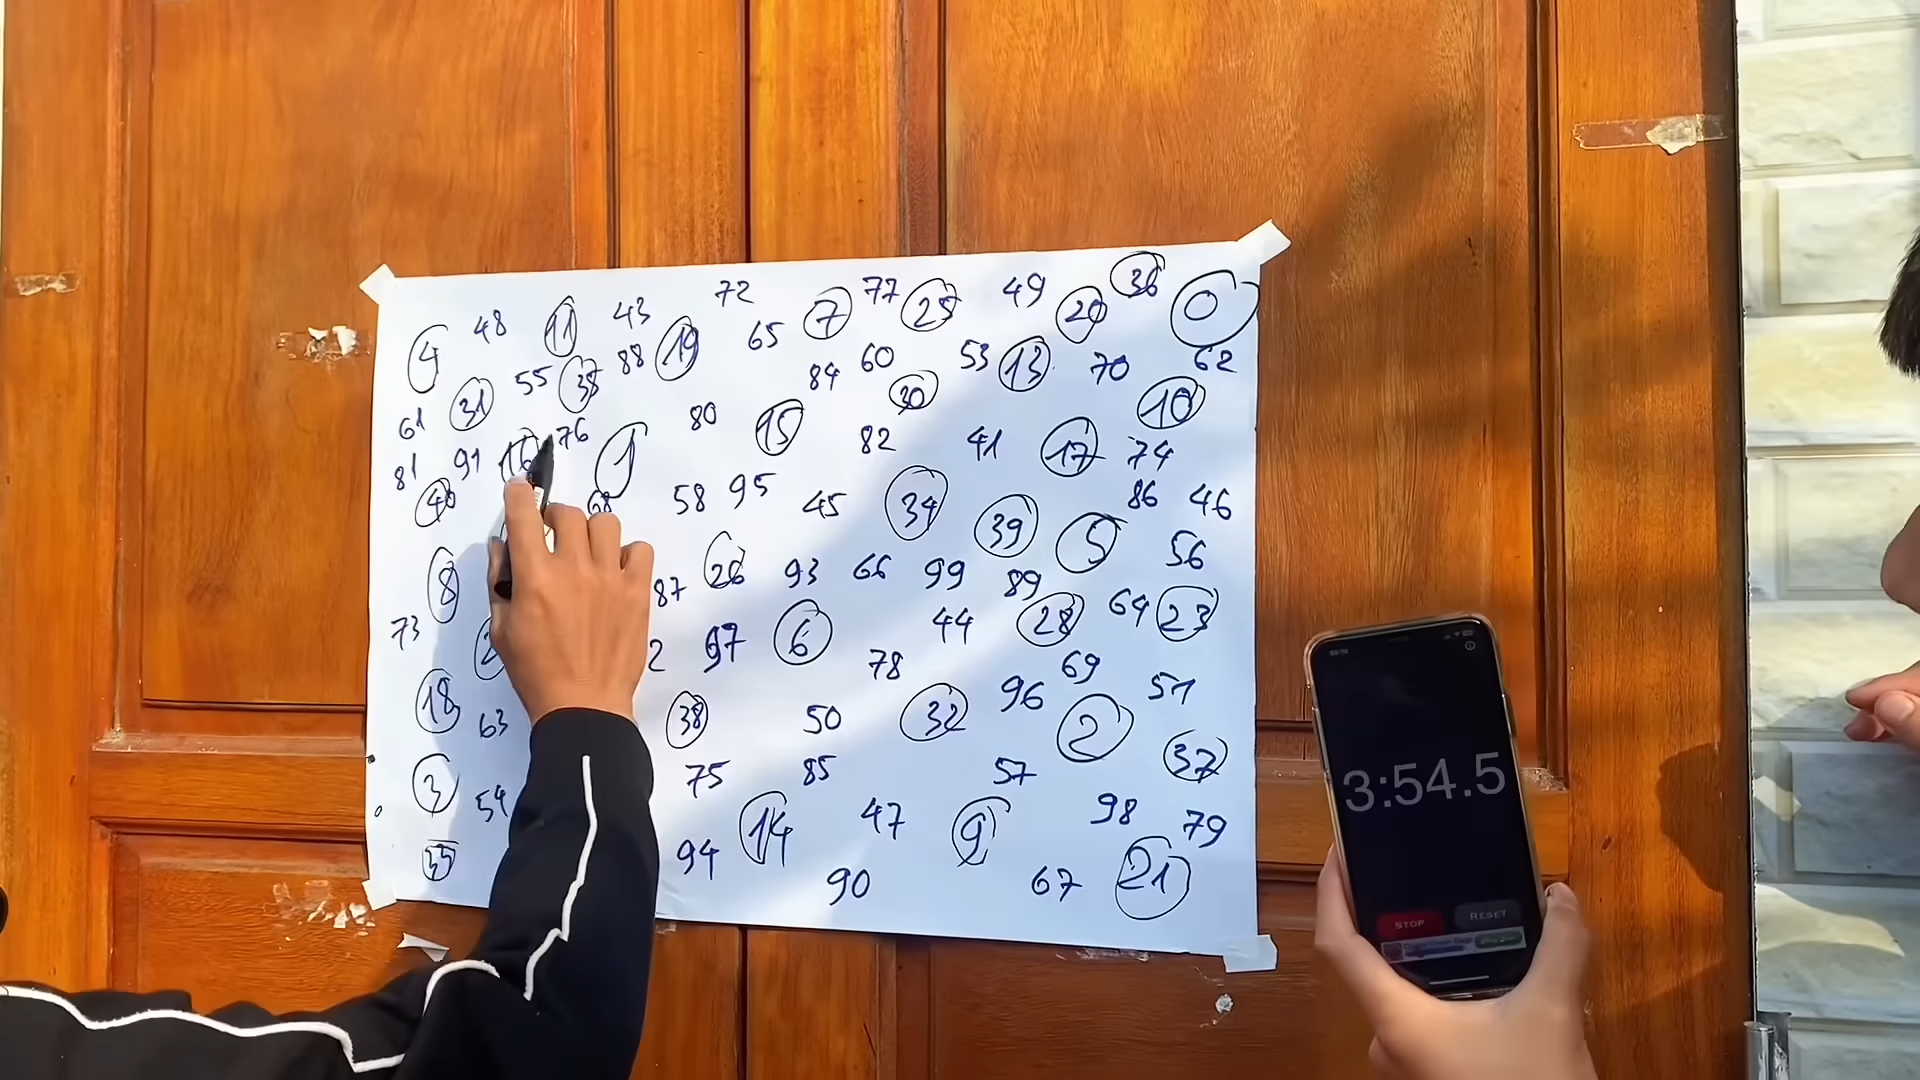 72 77 25 49 36 0
48 11 43 19 65 7 20
4 55 38 88 84 60 53 13 70 62
61 31 80 15 30 10
81 91 16 76 1 82 41 17 74
40 68 58 95 45 34 39 5 86 46
8 87 26 93 66 99 89 56
73 97 6 44 28 64 23
18 63 38 50 78 32 96 69 2 51
3 54 75 85 57 37
35 94 14 47 9 98 79
90 67 21
3:54.5
STOP RESET